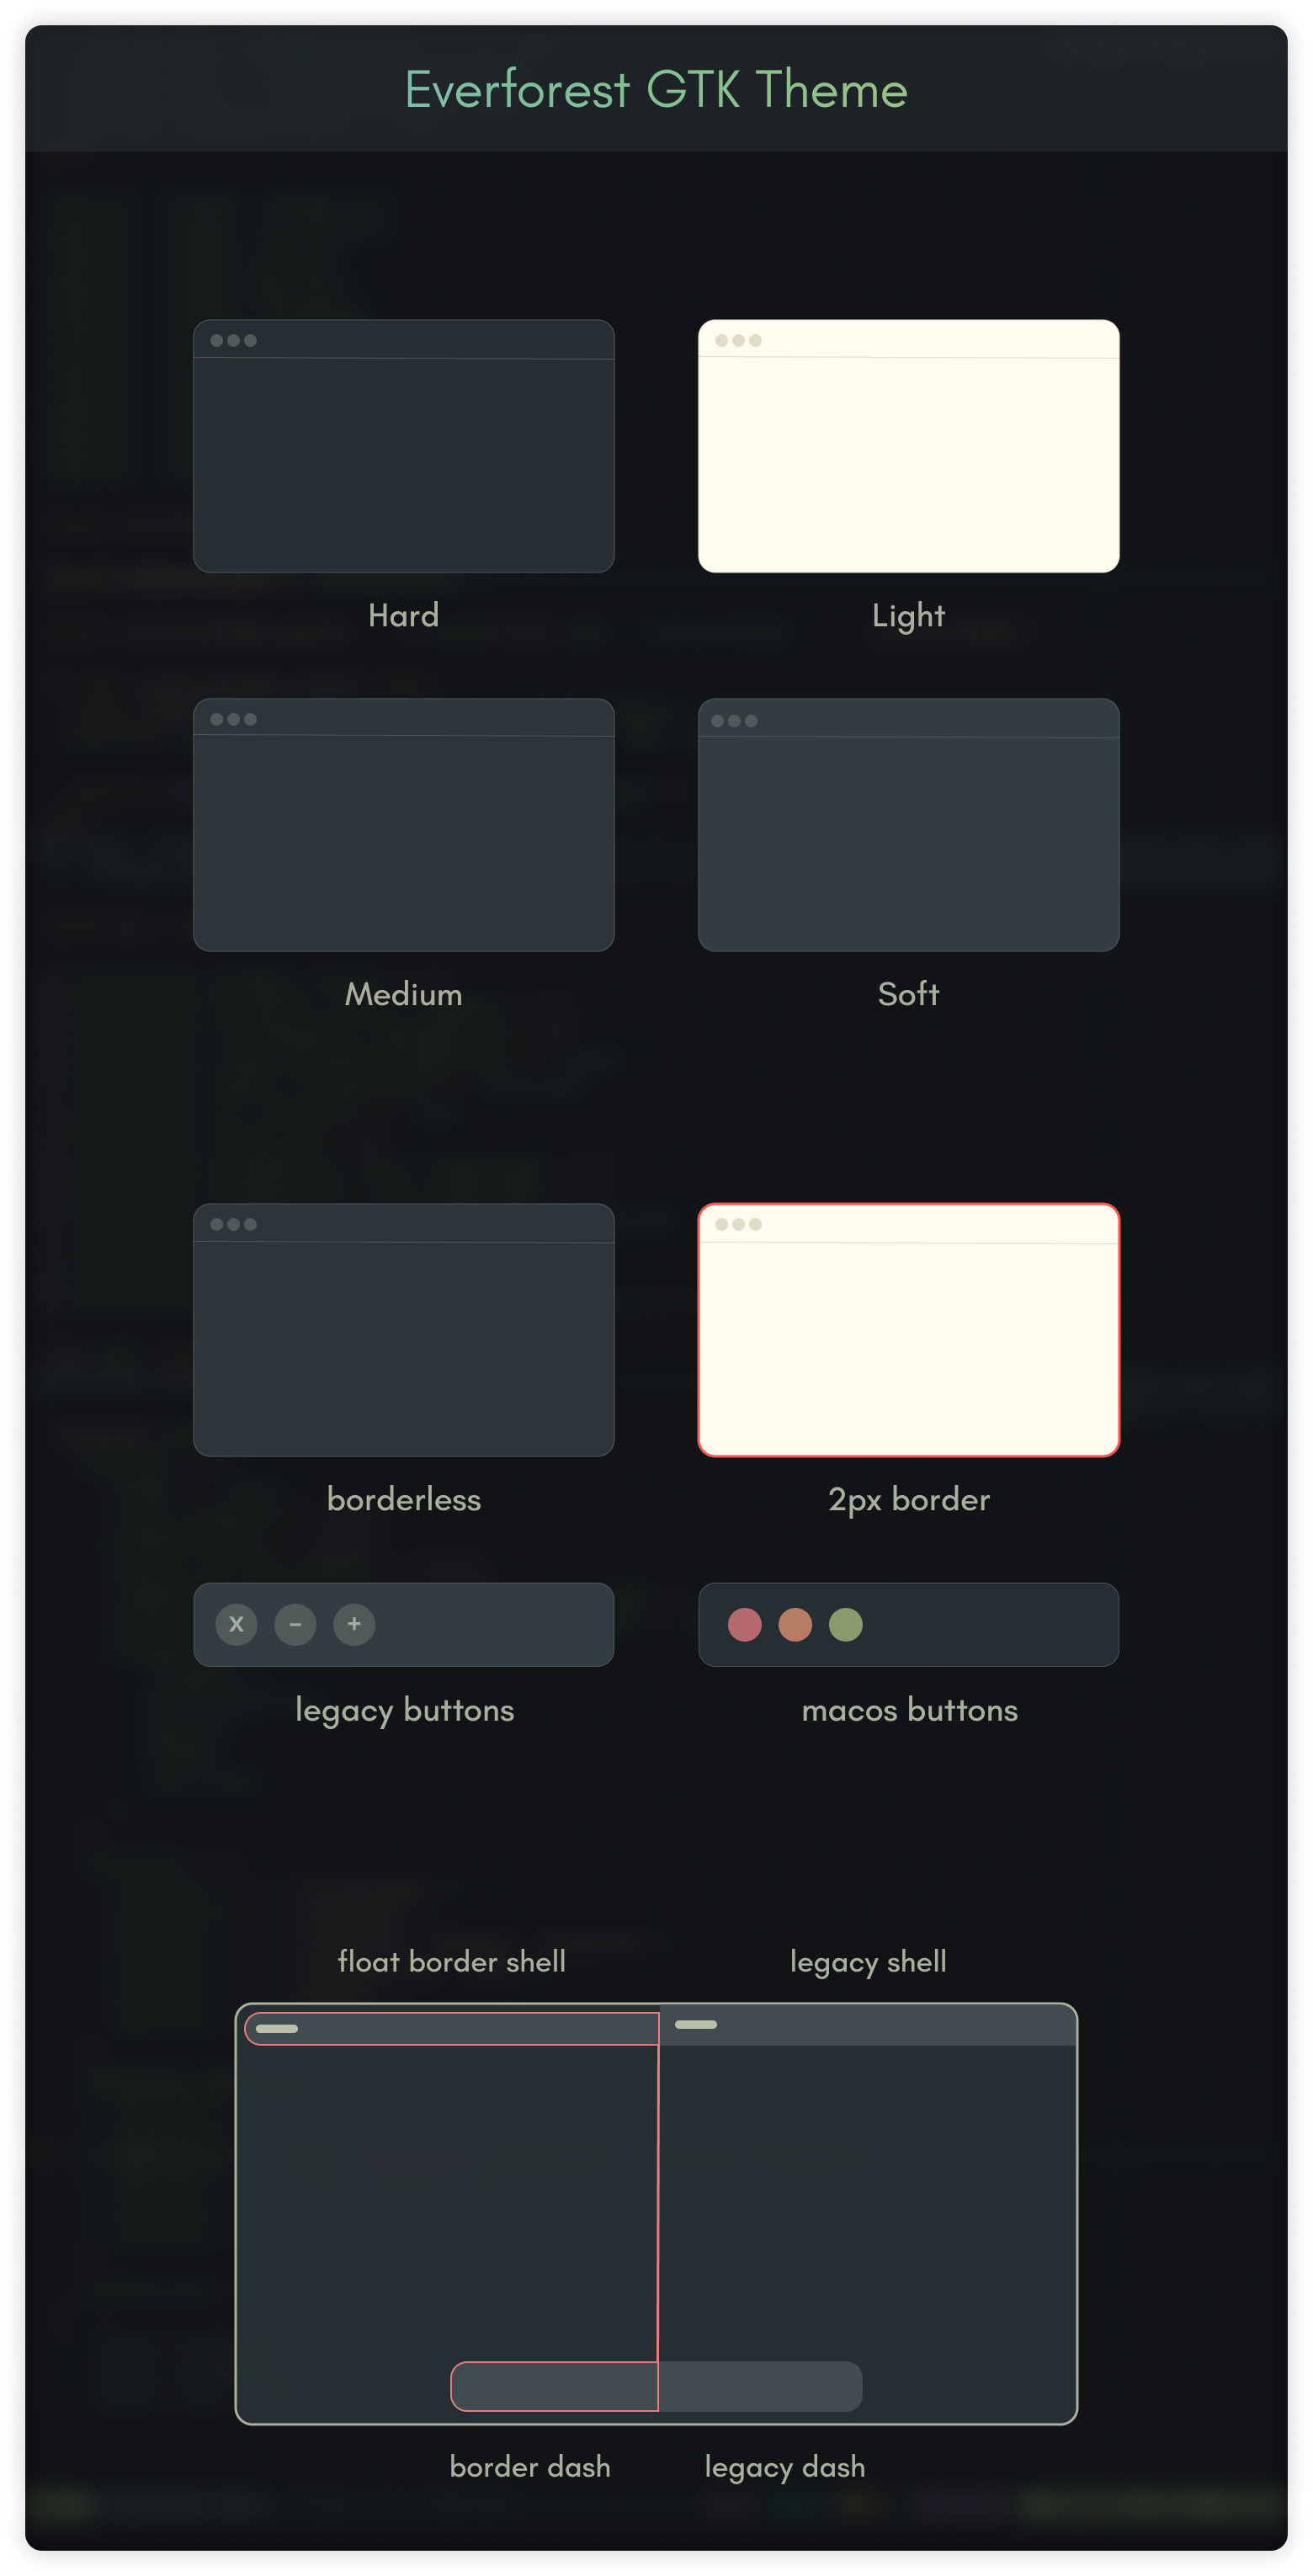 Everforest GTK Theme
Hard
Light
Medium
Soft
borderless
2px border
X - +
legacy buttons
macos buttons
float border shell
legacy shell
border dash
legacy dash